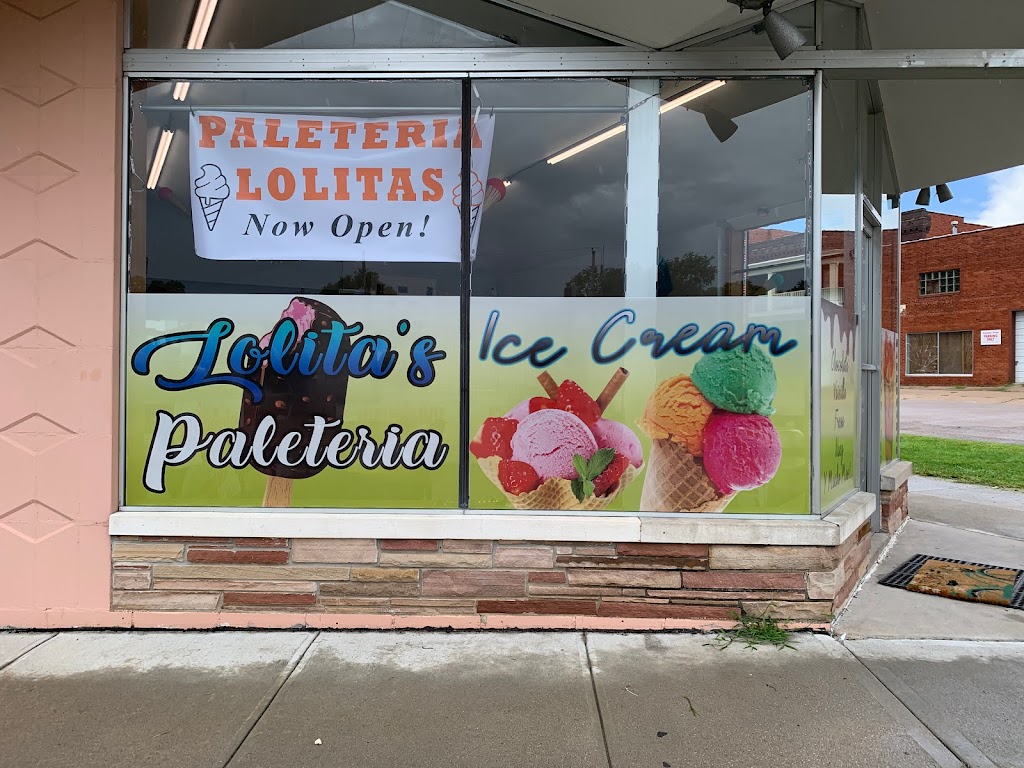 PALETERIA
LOLITAS
Now Open!
Lolita's
Paleteria
Ice Cream